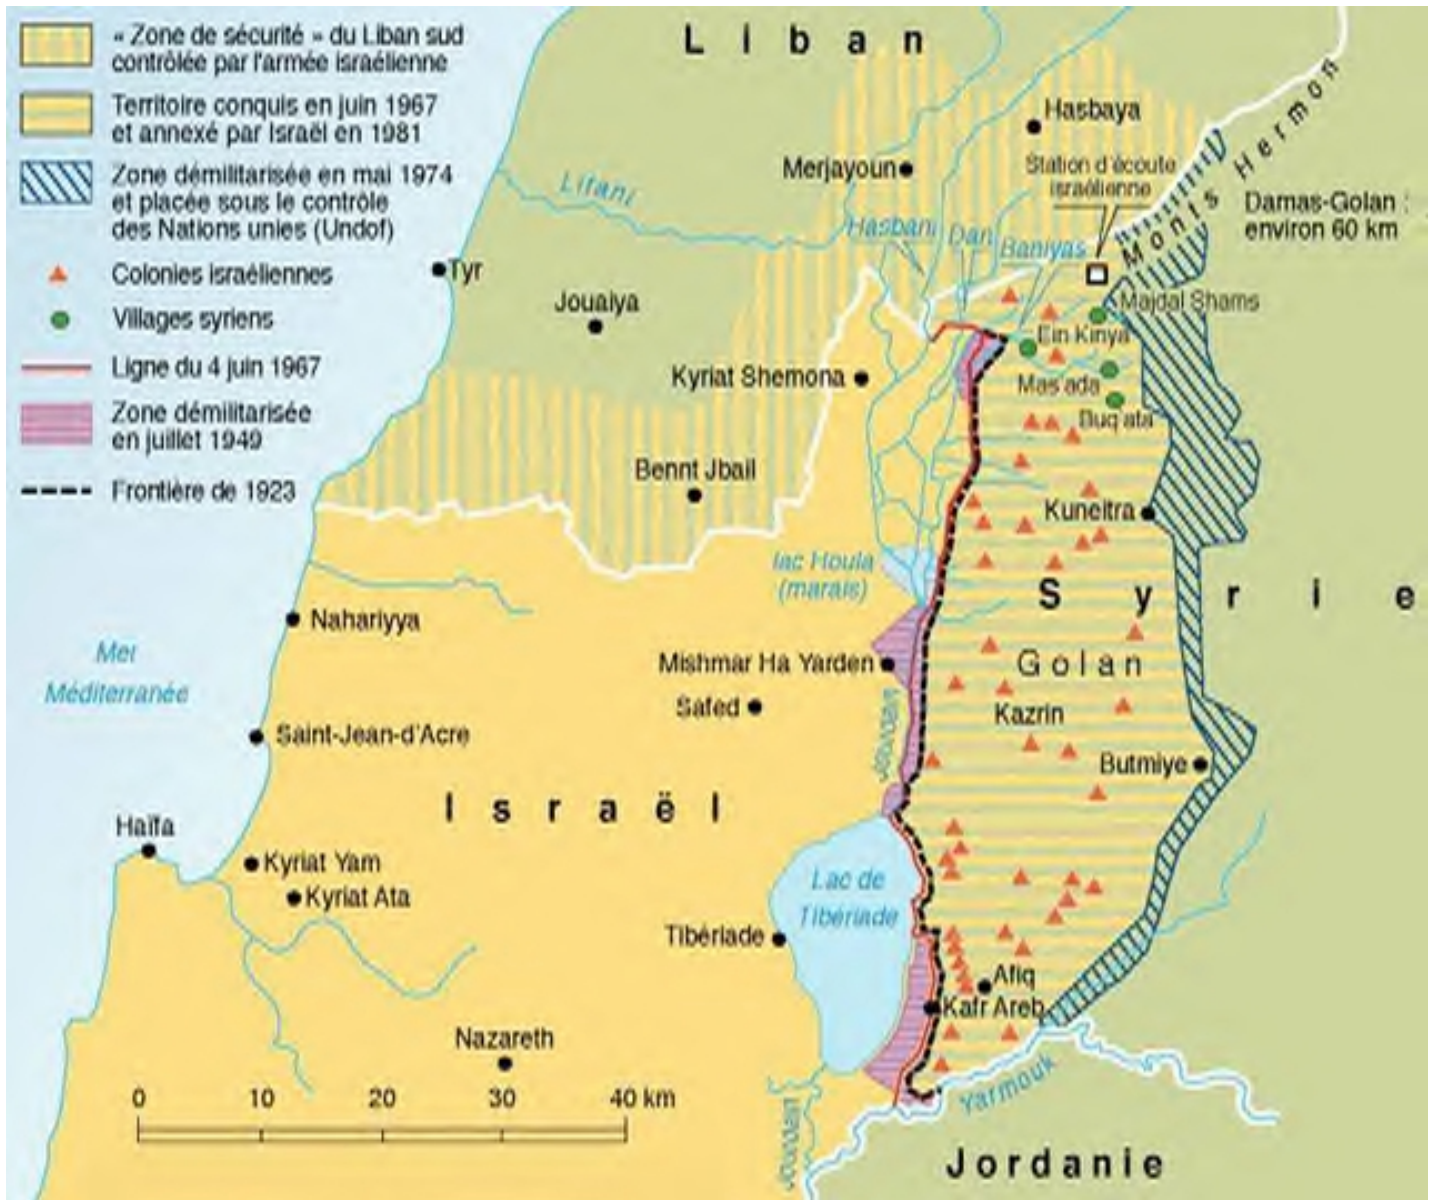 « Zone de sécurité » du Liban sud
contrôlée par l'armée israélienne
Territoire conquis en juin 1967
et annexé par Israël en 1981
Zone démilitarisée en mai 1974
et placée sous le contrôle
des Nations unies (Undof)
Colonies israéliennes
Villages syriens
Ligne du 4 juin 1967
Zone démilitarisée
en juillet 1949
Frontière de 1923
Liban
Hasbaya
Merjayoun
Station d'écoute
israélienne
Monts Hermon
Damas-Golan :
environ 60 km
Litani
Hasbani
Dan
Baniyas
Tyr
Jouaiya
Majdal Shams
Ein Kinya
Kyriat Shemona
Mas'ada
Buq'ata
Bennt Jbail
Kuneitra
lac Houla
(marais)
Syrie
Nahariyya
Mer
Méditerranée
Mishmar Ha Yarden
Golan
Safed
Kazrin
Saint-Jean-d'Acre
Jourdain
Butmiye
Israël
Haïfa
Kyriat Yam
Kyriat Ata
Lac de
Tibériade
Tibériade
Afiq
Kafr Areb
Nazareth
0 10 20 30 40 km
Yarmouk
Jourdain
Jordanie